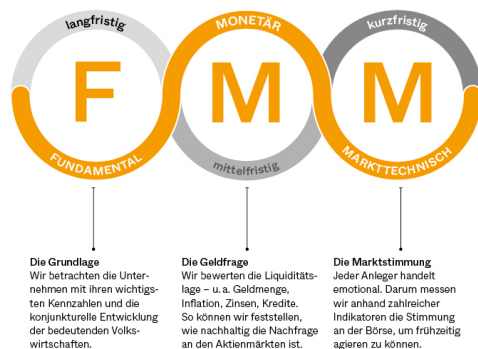 langfristig
MONETÄR
kurzfristig
F
M
M
FUNDAMENTAL
mittelfristig
MARKTTECHNISCH
Die Grundlage
Wir betrachten die Unter-
nehmen mit ihren wichtigs-
ten Kennzahlen und die
konjunkturelle Entwicklung
der bedeutenden Volks-
wirtschaften.
Die Geldfrage
Wir bewerten die Liquiditäts-
lage – u. a. Geldmenge,
Inflation, Zinsen, Kredite.
So können wir feststellen,
wie nachhaltig die Nachfrage
an den Aktienmärkten ist.
Die Marktstimmung
Jeder Anleger handelt
emotional. Darum messen
wir anhand zahlreicher
Indikatoren die Stimmung
an der Börse, um frühzeitig
agieren zu können.